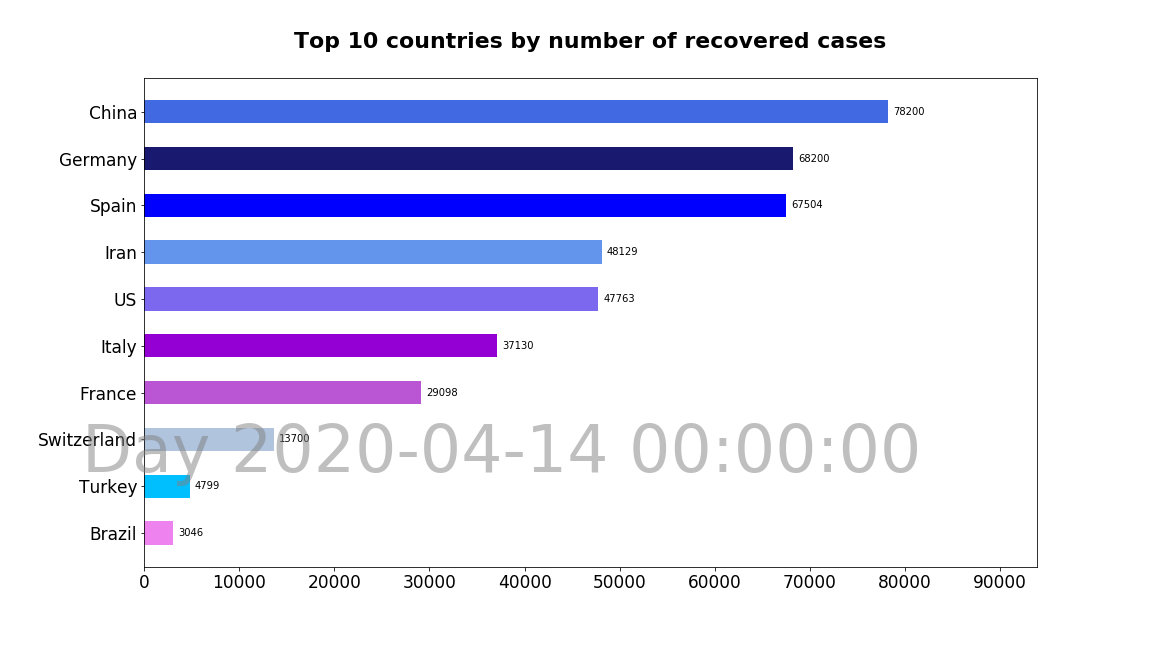 Top 10 countries by number of recovered cases
China 78200
Germany 68200
Spain 67504
Iran 48129
US 47763
Italy 37130
France 29098
Switzerland 13700
Day 2020-04-14 00:00:00
Turkey 4799
Brazil 3046
0 10000 20000 30000 40000 50000 60000 70000 80000 90000